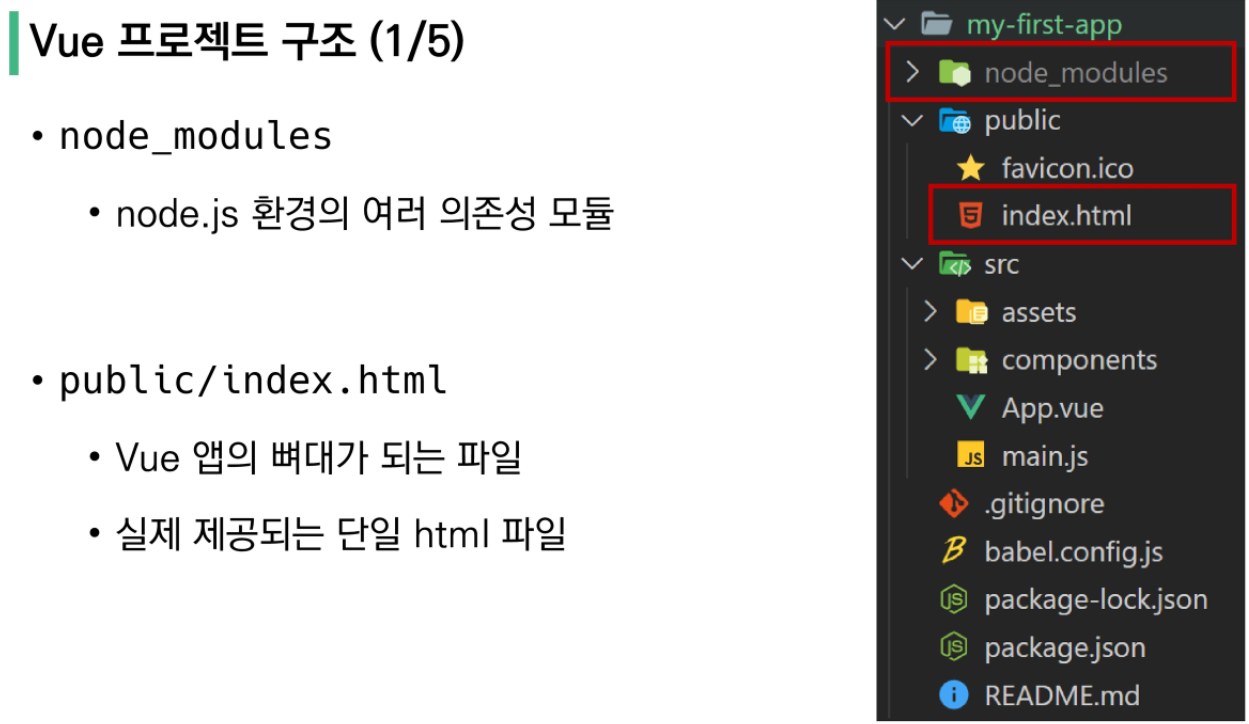 Vue 프로젝트 구조 (1/5)
• node_modules
• node.js 환경의 여러 의존성 모듈
• public/index.html
• Vue 앱의 뼈대가 되는 파일
• 실제 제공되는 단일 html 파일
my-first-app
node_modules
public
favicon.ico
index.html
src
assets
components
App.vue
JS main.js
.gitignore
babel.config.js
package-lock.json
package.json
README.md